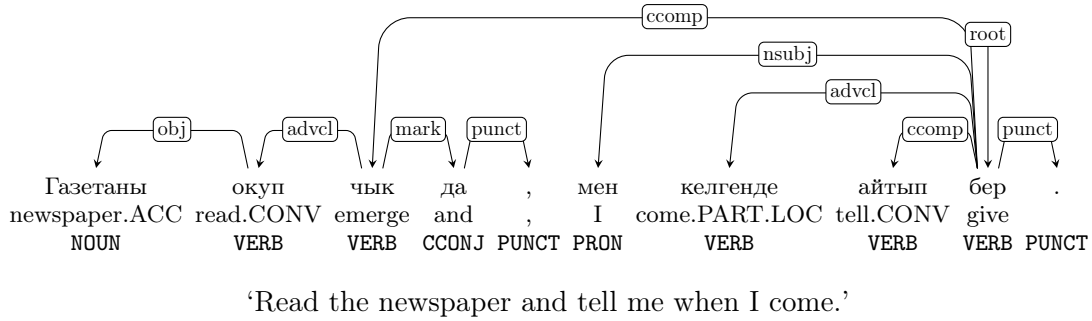 ccomp
root
nsubj
advcl
obj advcl mark punct ccomp punct
Газетаны окуп чык да , мен келгенде айтып бер .
newspaper.ACC read.CONV emerge and , I come.PART.LOC tell.CONV give
NOUN VERB VERB CCONJ PUNCT PRON VERB VERB VERB PUNCT
‘Read the newspaper and tell me when I come.’